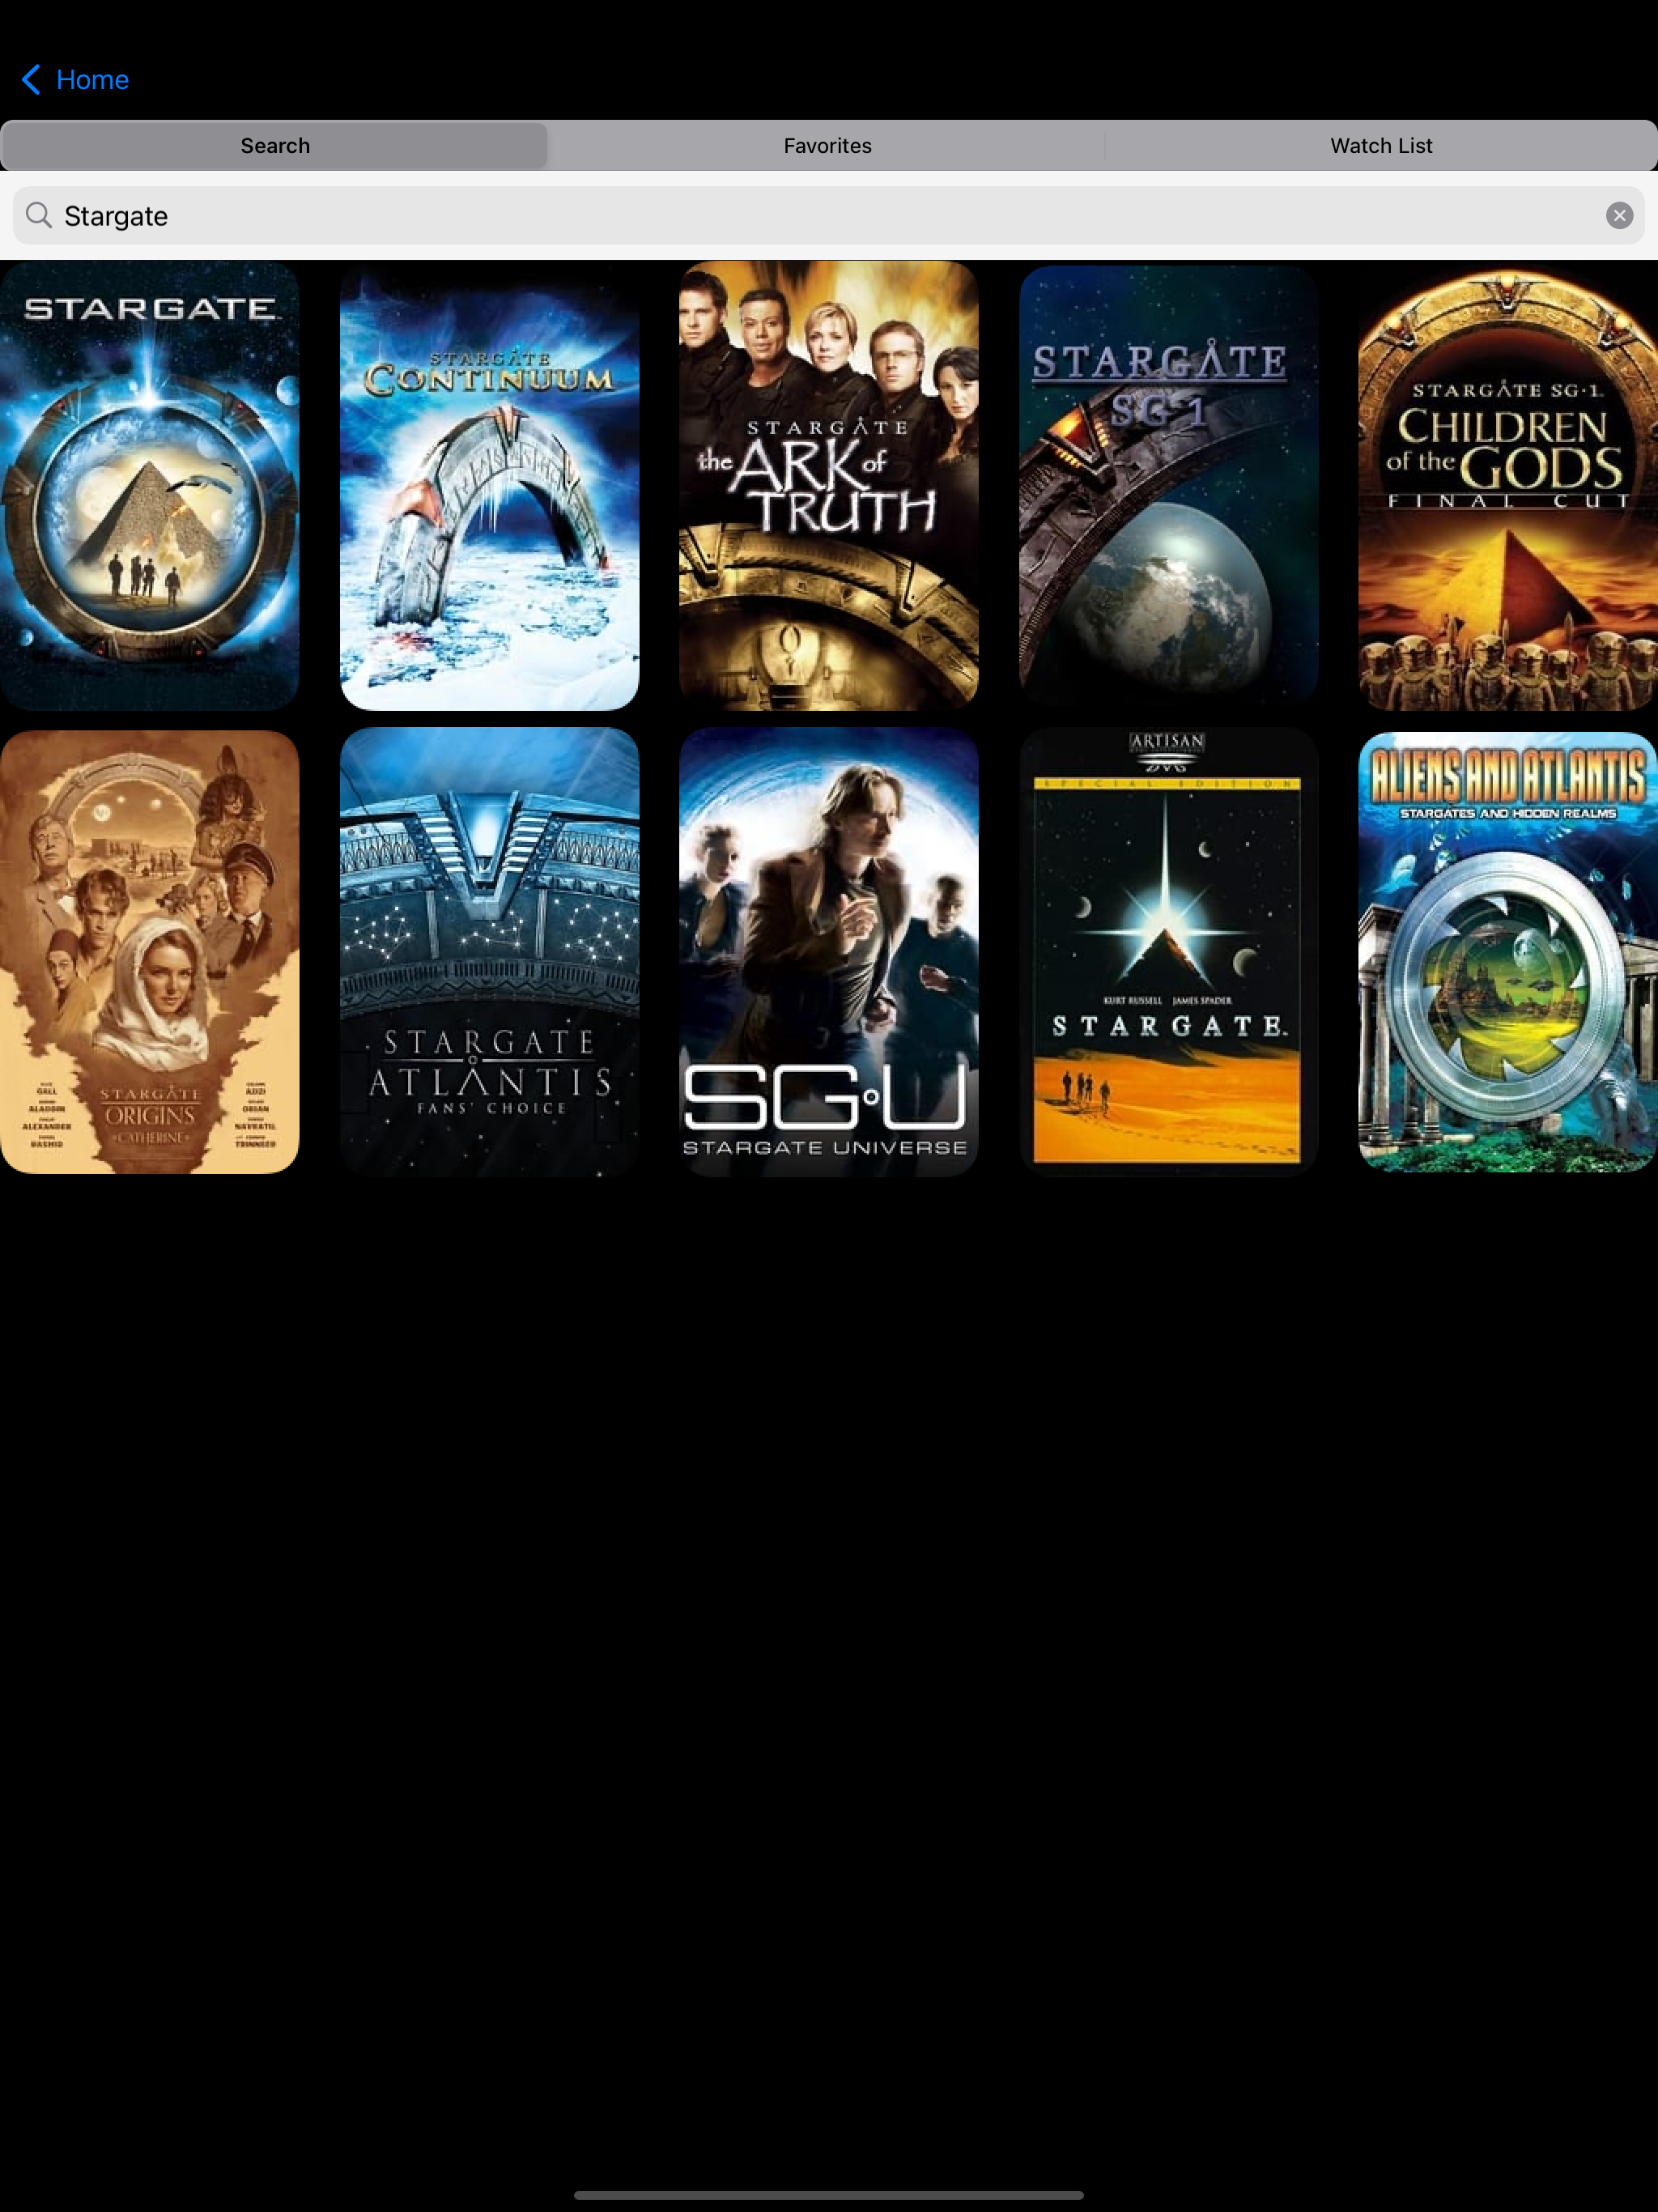 Home
Search
Favorites
Watch List
Stargate
STARGATE
STARGATE
CONTINUUM
STARGATE
the ARK of
TRUTH
STARGATE
SG·1
STARGATE SG·1
CHILDREN
of the GODS
FINAL CUT
STARGATE
ORIGINS
CATHERINE
GALL
ALADDIN
ALEXANDER
RASHID
AZIZI
OBIAN
NAVRATIL
TRINNEER
STARGATE
ATLANTIS
FANS' CHOICE
SG·U
STARGATE UNIVERSE
ARTISAN
DVD
SPECIAL EDITION
KURT RUSSELL JAMES SPADER
STARGATE
ALIENS AND ATLANTIS
STARGATES AND HIDDEN REALMS